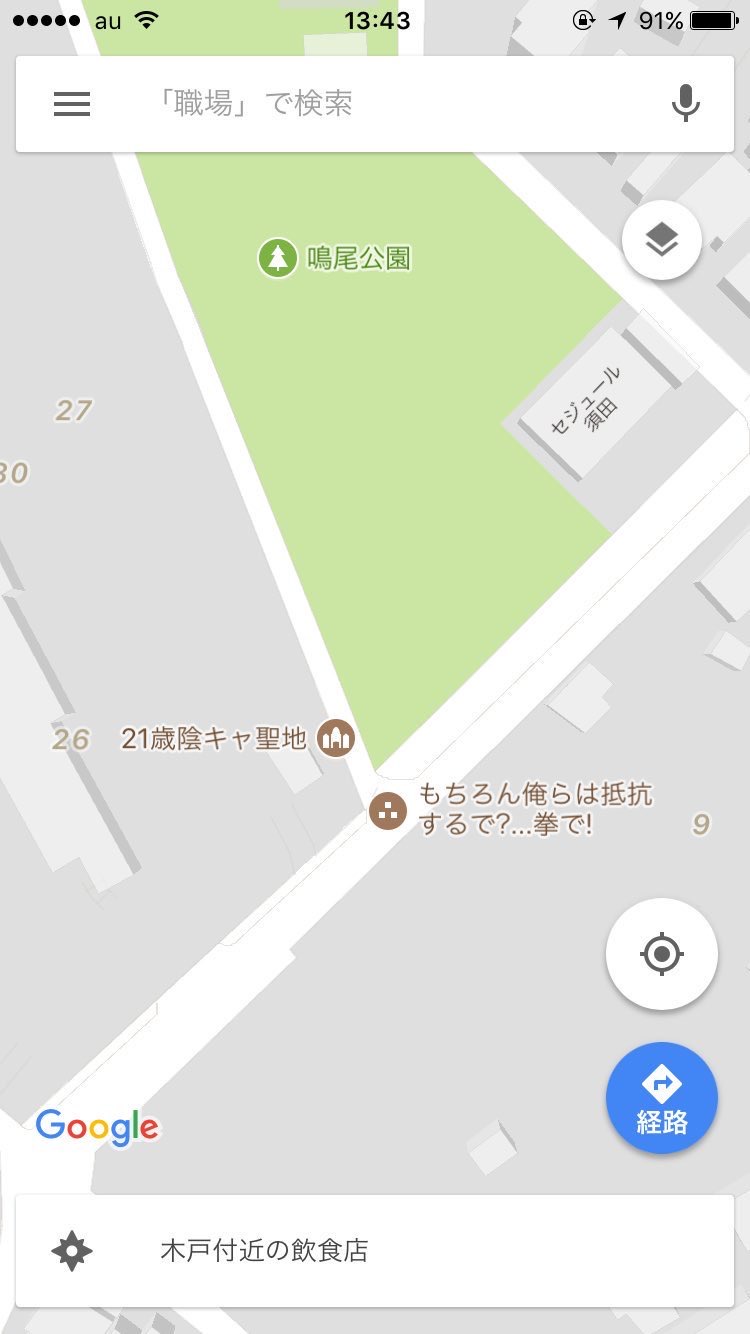 au 13:43 91%
「職場」で検索
鳴尾公園
セジュール
須田
27
30
26
21歳陰キャ聖地
もちろん俺らは抵抗
するで?...拳で!
9
経路
Google
木戸付近の飲食店